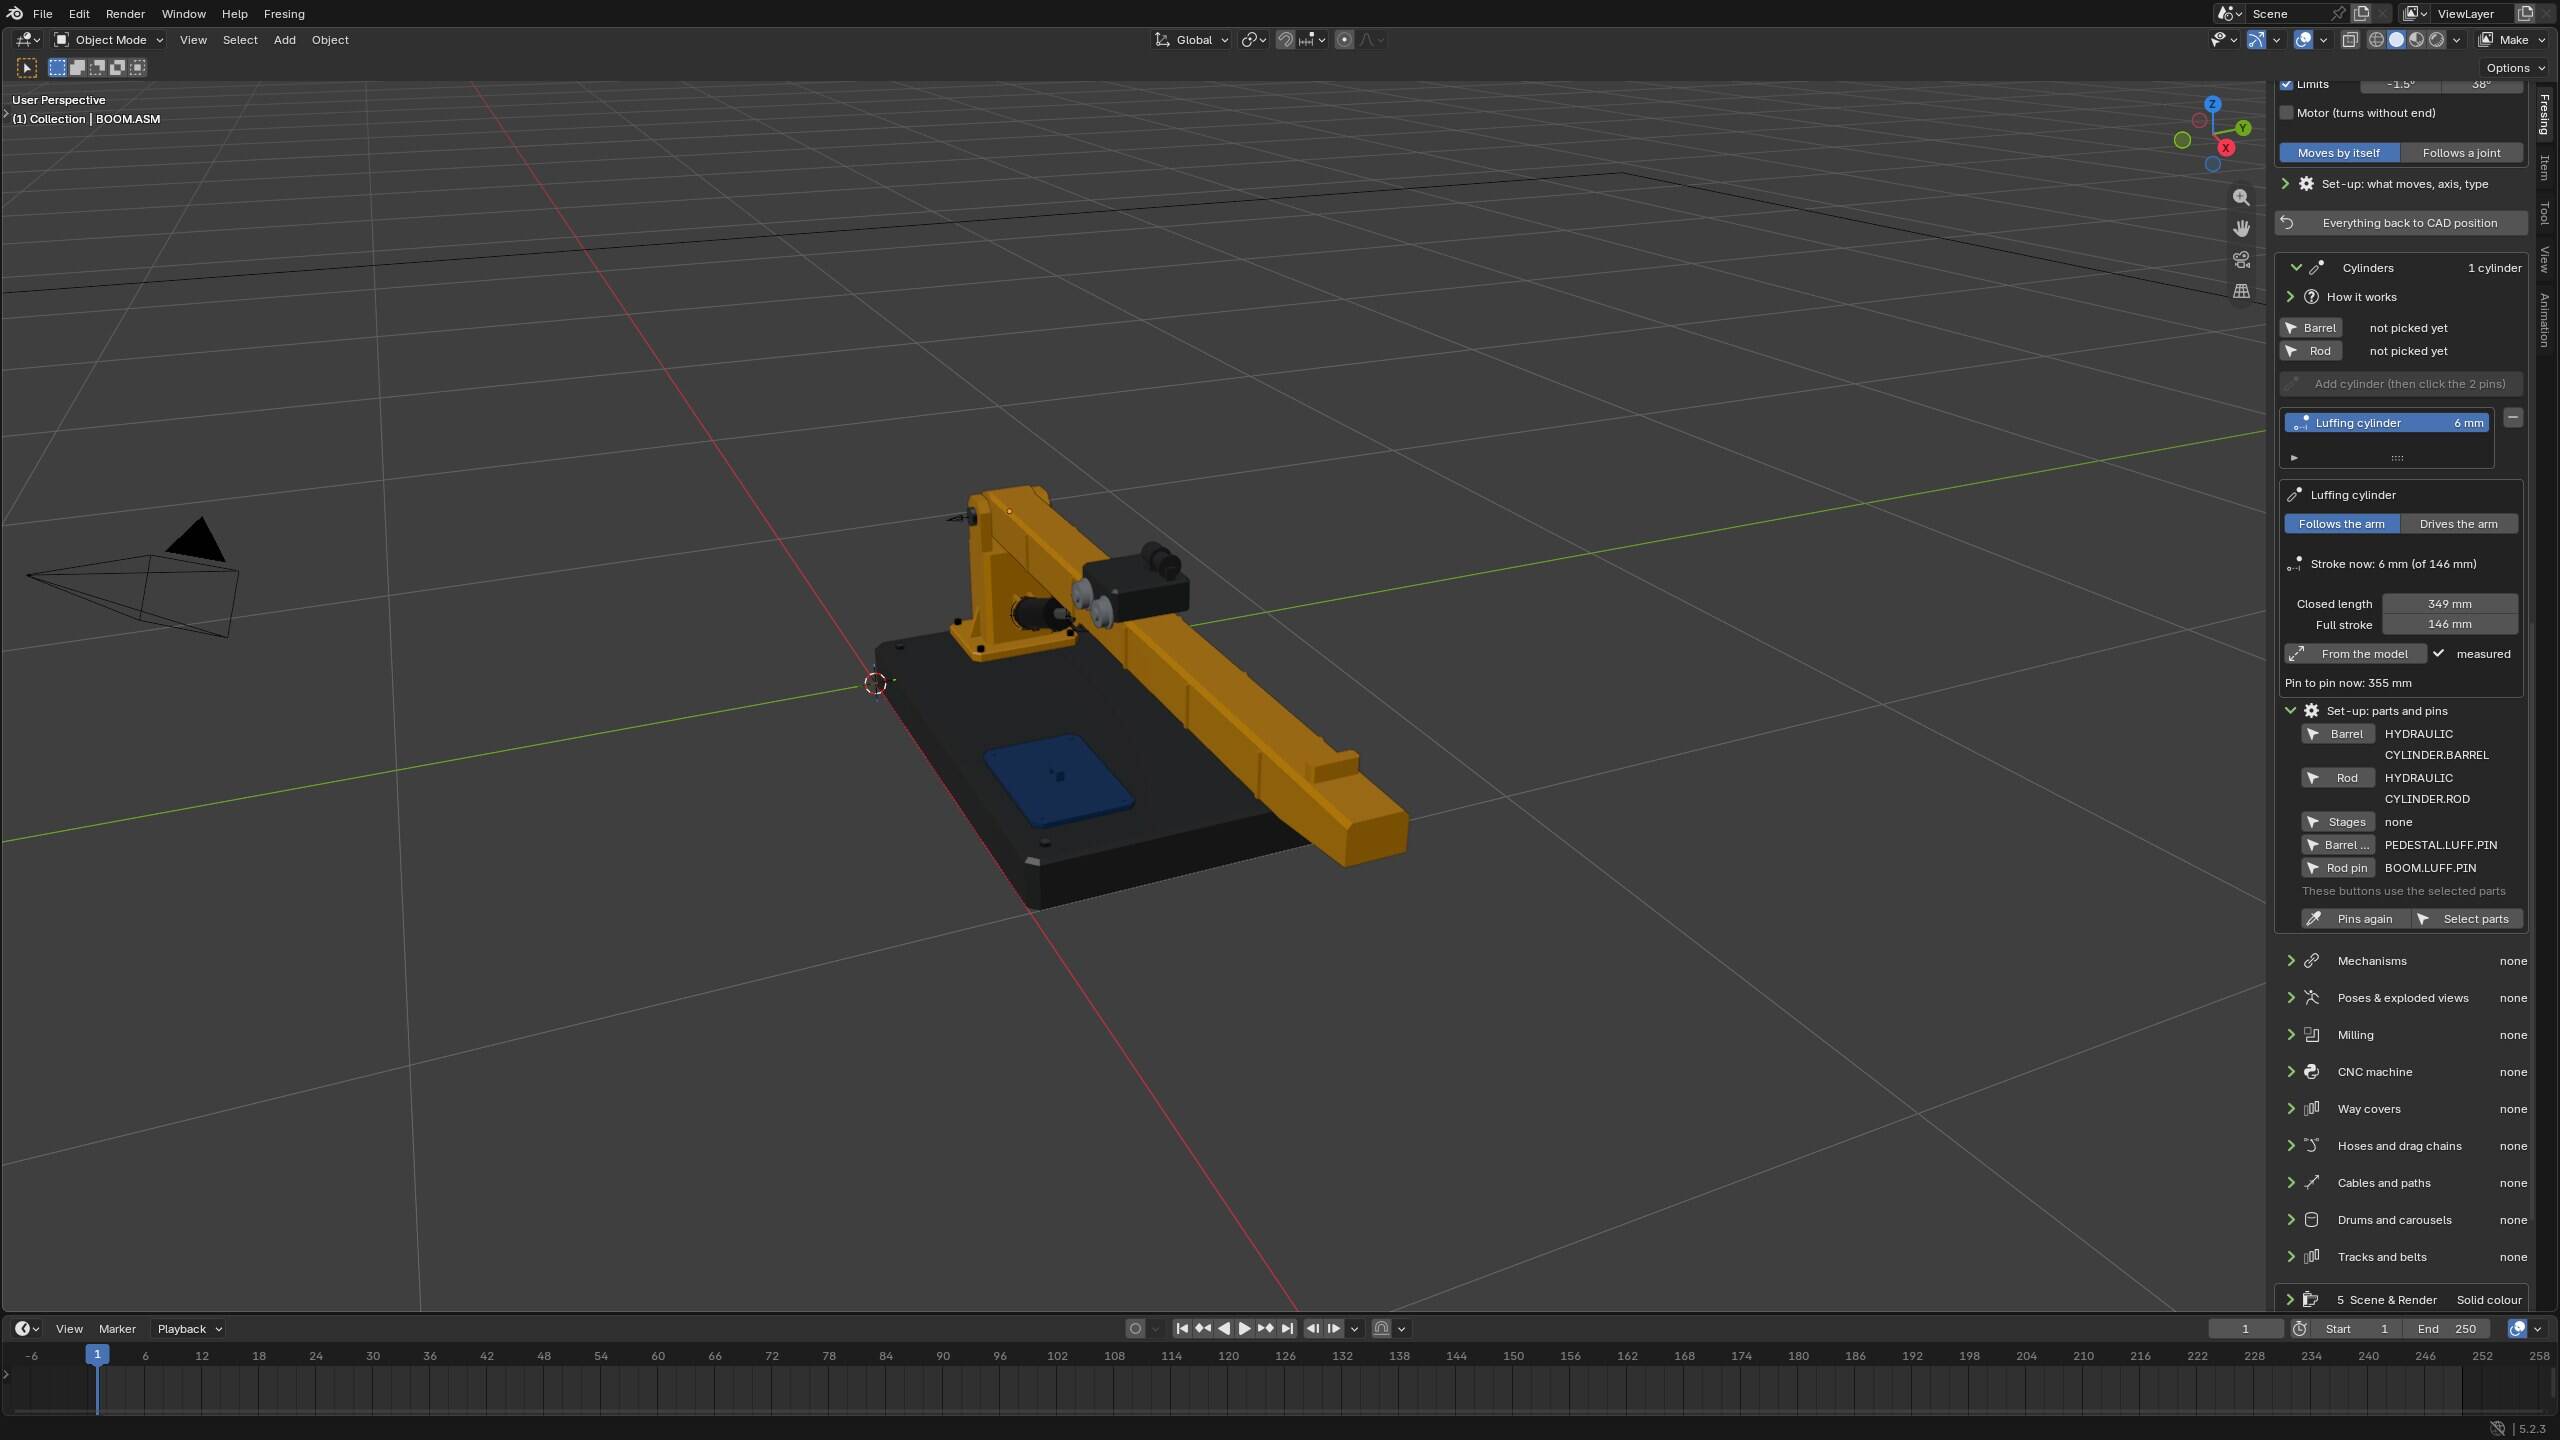 File Edit Render Window Help Fresing
Scene ViewLayer
Object Mode View Select Add Object Global Make
Options
User Perspective
(1) Collection | BOOM.ASM
Z
Y
X
Fresing
Item
Tool
View
Animation
Limits -1.5° 38°
Motor (turns without end)
Moves by itself Follows a joint
Set-up: what moves, axis, type
Everything back to CAD position
Cylinders 1 cylinder
How it works
Barrel not picked yet
Rod not picked yet
Add cylinder (then click the 2 pins)
Luffing cylinder 6 mm
Luffing cylinder
Follows the arm Drives the arm
Stroke now: 6 mm (of 146 mm)
Closed length 349 mm
Full stroke 146 mm
From the model measured
Pin to pin now: 355 mm
Set-up: parts and pins
Barrel HYDRAULIC
CYLINDER.BARREL
Rod HYDRAULIC
CYLINDER.ROD
Stages none
Barrel ... PEDESTAL.LUFF.PIN
Rod pin BOOM.LUFF.PIN
These buttons use the selected parts
Pins again Select parts
Mechanisms none
Poses & exploded views none
Milling none
CNC machine none
Way covers none
Hoses and drag chains none
Cables and paths none
Drums and carousels none
Tracks and belts none
5 Scene & Render Solid colour
View Marker Playback 1 Start 1 End 250
-6 1 6 12 18 24 30 36 42 48 54 60 66 72 78 84 90 96 102 108 114 120 126 132 138 144 150 156 162 168 174 180 186 192 198 204 210 216 222 228 234 240 246 252 258
5.2.3